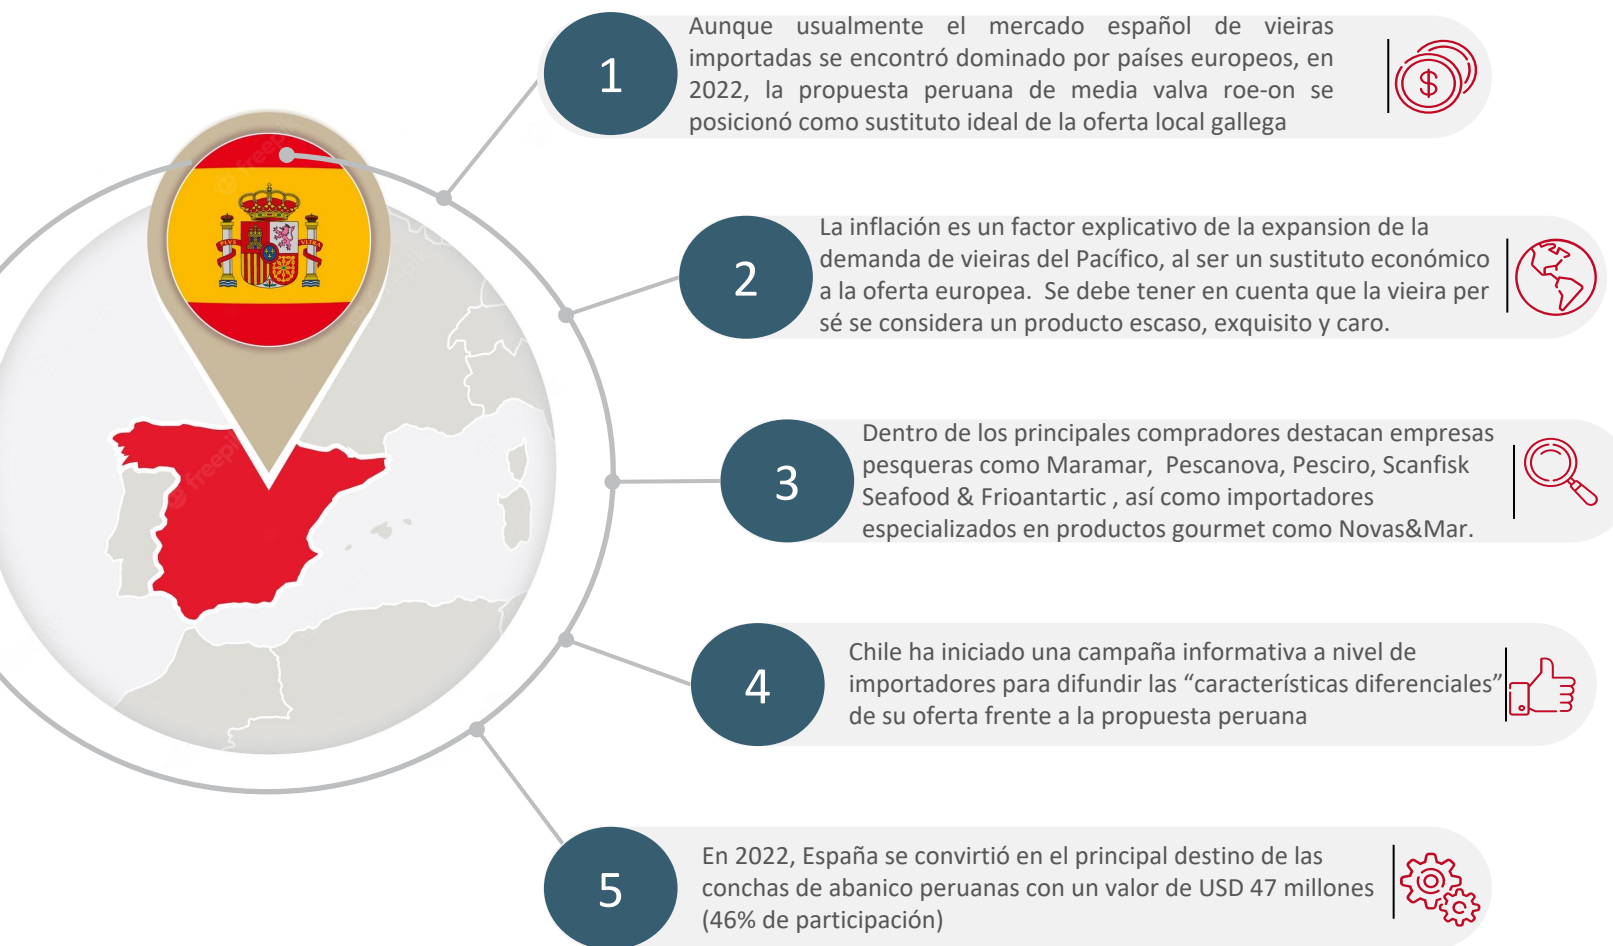 1
Aunque usualmente el mercado español de vieiras
importadas se encontró dominado por países europeos, en
2022, la propuesta peruana de media valva roe-on se
posicionó como sustituto ideal de la oferta local gallega
2
La inflación es un factor explicativo de la expansion de la
demanda de vieiras del Pacífico, al ser un sustituto económico
a la oferta europea. Se debe tener en cuenta que la vieira per
sé se considera un producto escaso, exquisito y caro.
3
Dentro de los principales compradores destacan empresas
pesqueras como Maramar, Pescanova, Pesciro, Scanfisk
Seafood & Frioantartic , así como importadores
especializados en productos gourmet como Novas&Mar.
4
Chile ha iniciado una campaña informativa a nivel de
importadores para difundir las “características diferenciales”
de su oferta frente a la propuesta peruana
5
En 2022, España se convirtió en el principal destino de las
conchas de abanico peruanas con un valor de USD 47 millones
(46% de participación)
$
PLVS
VLTRA
freepik